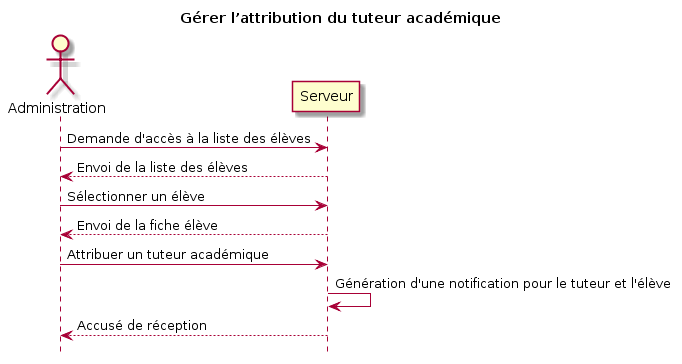 Gérer l’attribution du tuteur académique
Administration
Serveur
Demande d'accès à la liste des élèves
Envoi de la liste des élèves
Sélectionner un élève
Envoi de la fiche élève
Attribuer un tuteur académique
Génération d'une notification pour le tuteur et l'élève
Accusé de réception